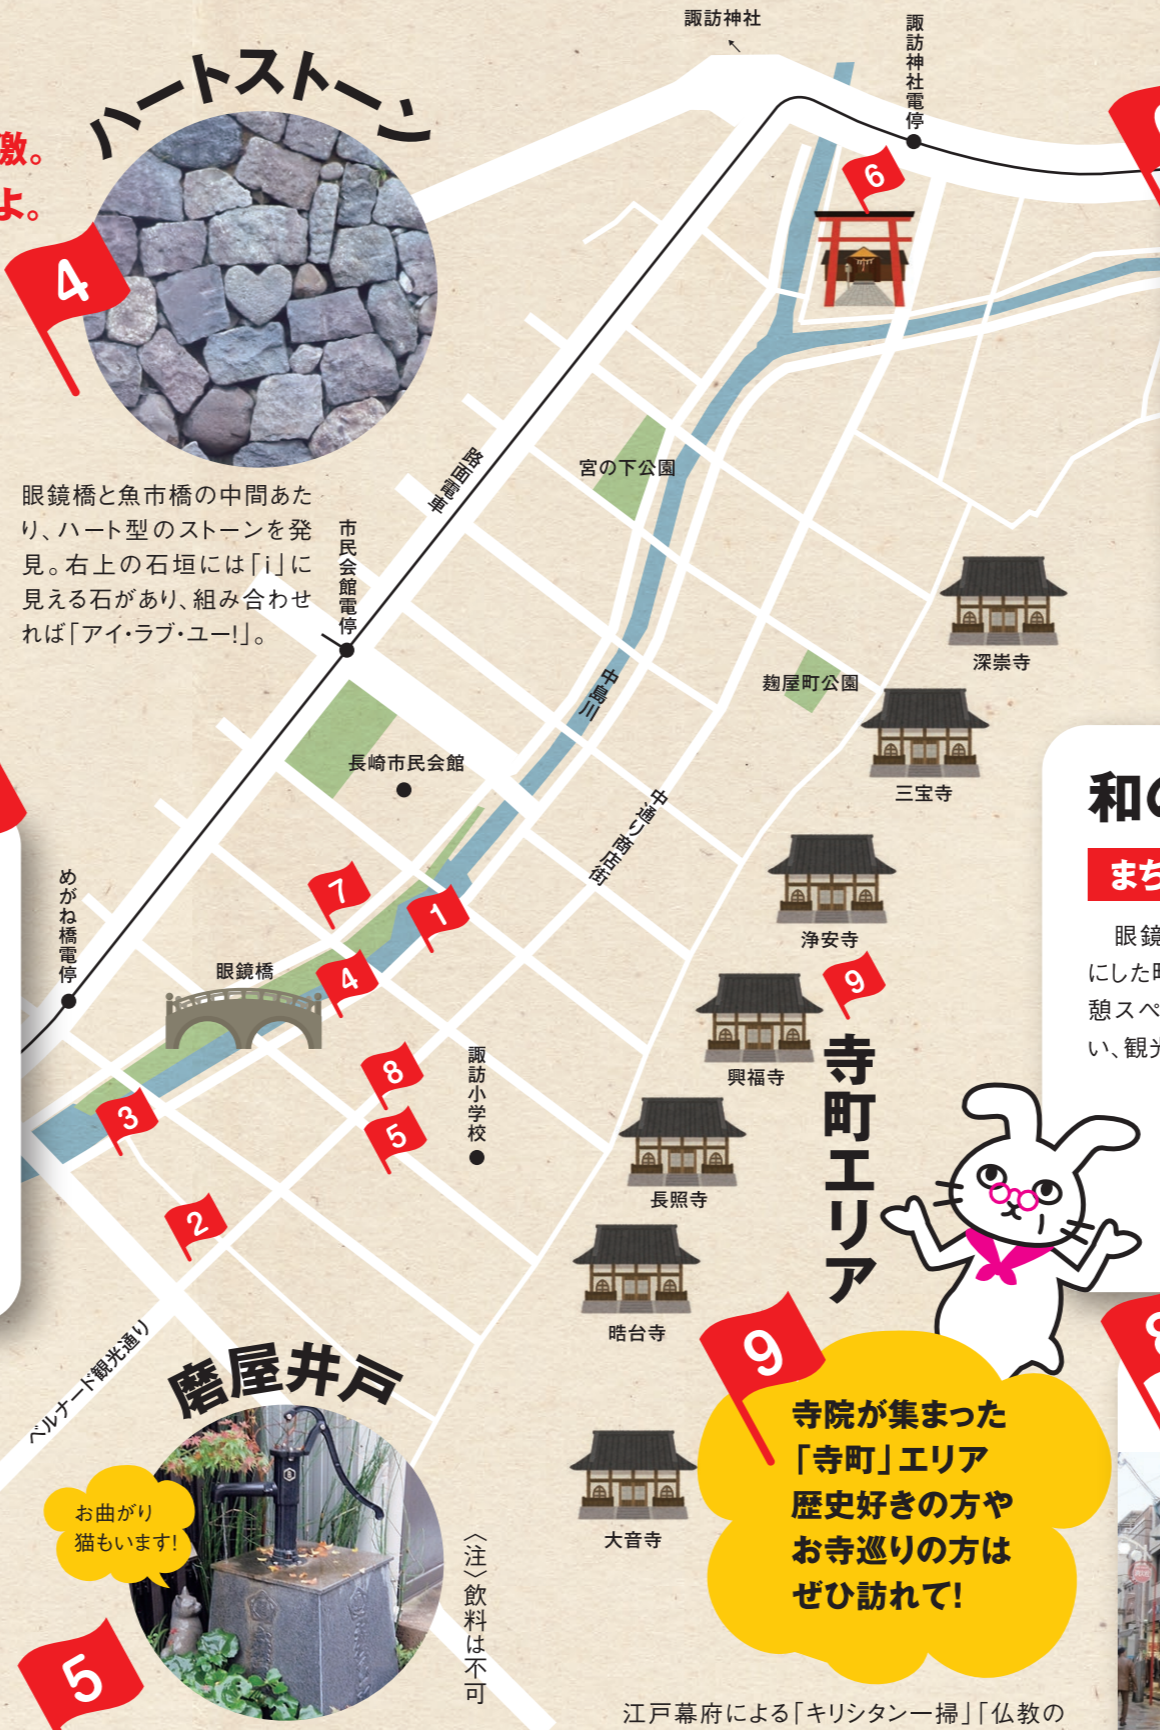 諏訪神社
諏訪神社電停
ハートストーン
激。
よ。
4
6
眼鏡橋と魚市橋の中間あた
り、ハート型のストーンを発
見。右上の石垣には「i」に
見える石があり、組み合わせ
れば「アイ・ラブ・ユー!」。
路面電車
市民会館電停
宮の下公園
中島川
麹屋町公園
深崇寺
三宝寺
長崎市民会館
中通り商店街
浄安寺
めがね橋電停
7
1
4
眼鏡橋
8
5
3
2
諏訪小学校
9
興福寺
長照寺
晧台寺
大音寺
寺町エリア
和の
まち
眼鏡
にした
憩スペ
い、観光
ベルナード観光通り
磨屋井戸
お曲がり
猫もいます!
5
〈注〉飲料は不可
9
寺院が集まった
「寺町」エリア
歴史好きの方や
お寺巡りの方は
ぜひ訪れて!
8
江戸幕府による「キリシタン一掃」「仏教の